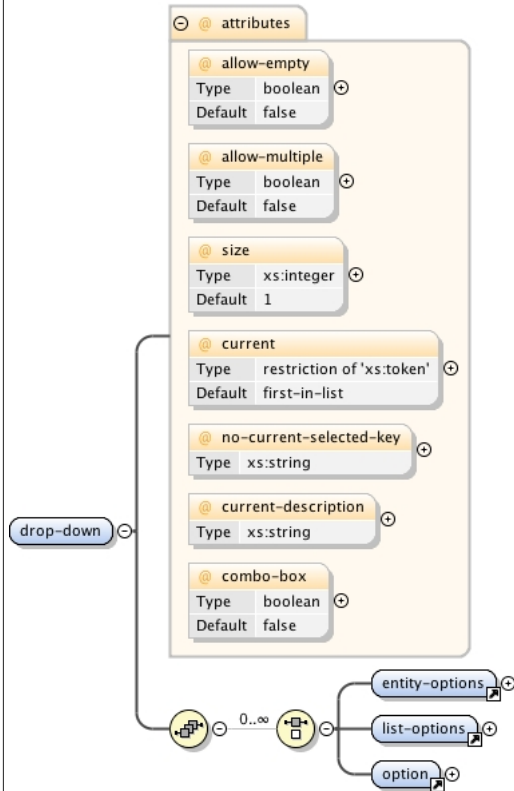 @ attributes
@ allow-empty
Type boolean
Default false
@ allow-multiple
Type boolean
Default false
@ size
Type xs:integer
Default 1
@ current
Type restriction of 'xs:token'
Default first-in-list
@ no-current-selected-key
Type xs:string
@ current-description
Type xs:string
@ combo-box
Type boolean
Default false
drop-down
0..∞
entity-options
list-options
option